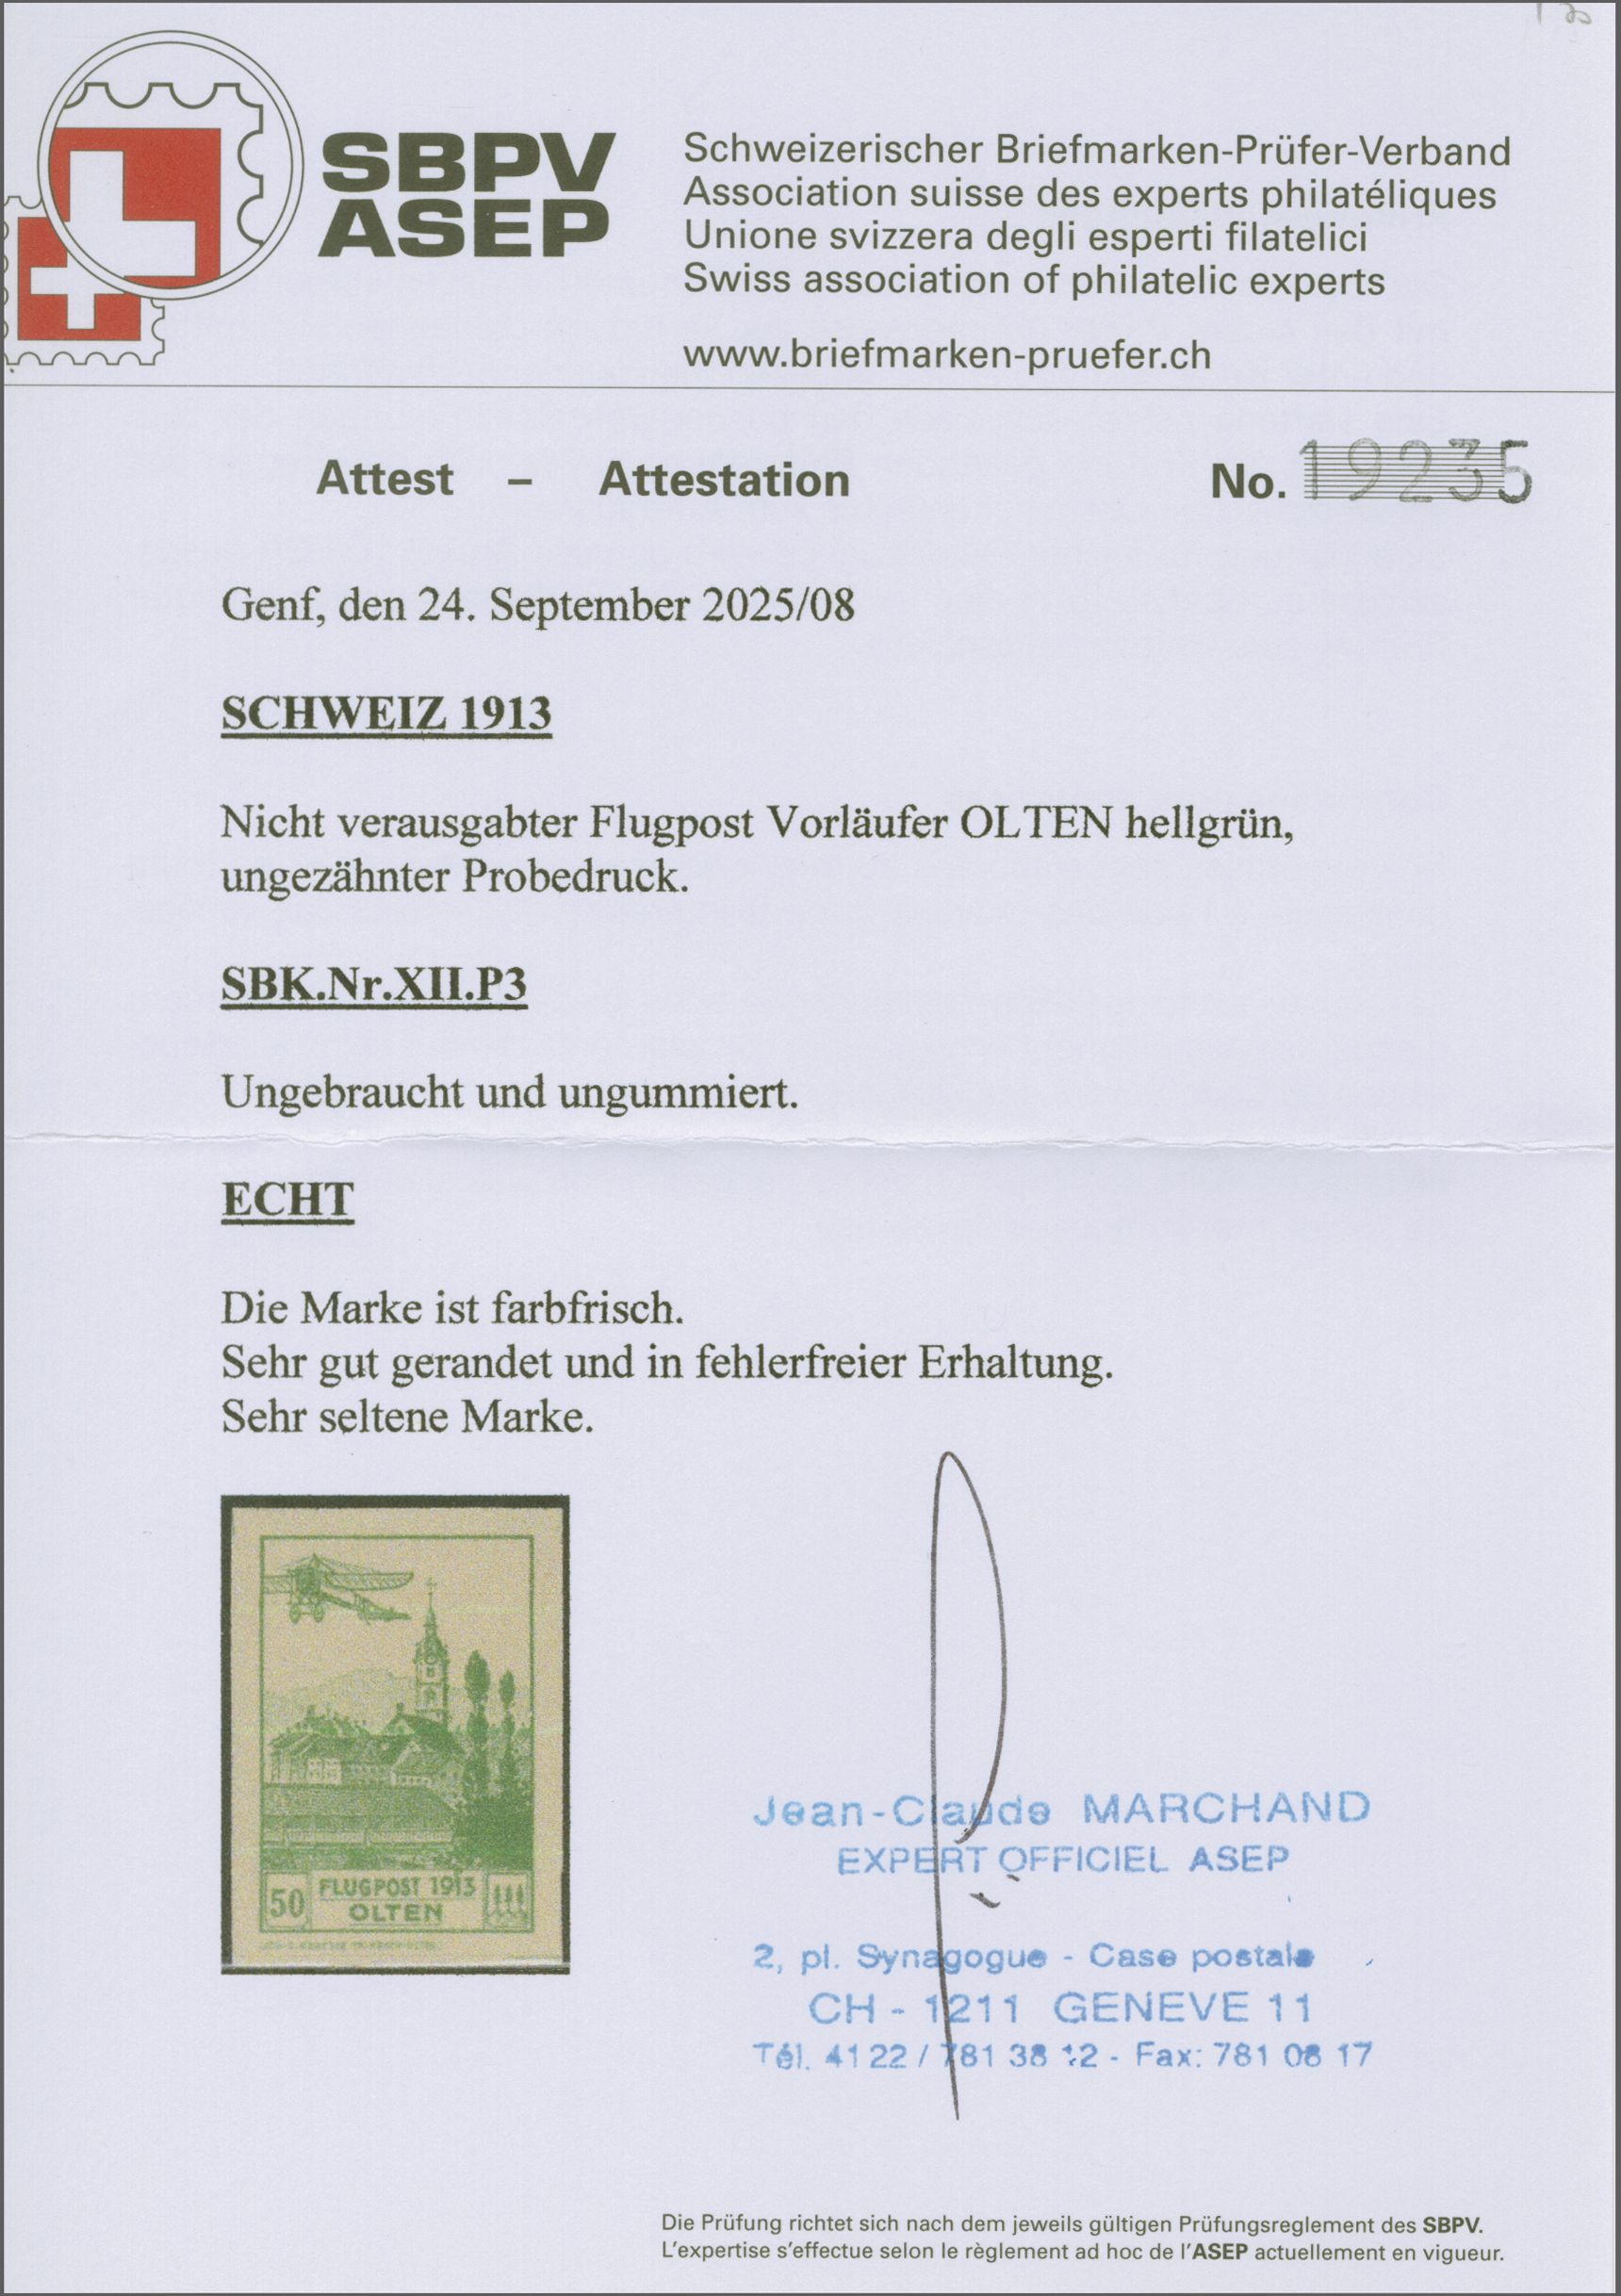 SBPV
ASEP
Schweizerischer Briefmarken-Prüfer-Verband
Association suisse des experts philatéliques
Unione svizzera degli esperti filatelici
Swiss association of philatelic experts
www.briefmarken-pruefer.ch
Attest – Attestation No. 19235
Genf, den 24. September 2025/08
SCHWEIZ 1913
Nicht verausgabter Flugpost Vorläufer OLTEN hellgrün,
ungezähnter Probedruck.
SBK.Nr.XII.P3
Ungebraucht und ungummiert.
ECHT
Die Marke ist farbfrisch.
Sehr gut gerandet und in fehlerfreier Erhaltung.
Sehr seltene Marke.
50 FLUGPOST 1913
OLTEN
Jean-Claude MARCHAND
EXPERT OFFICIEL ASEP
2, pl. Synagogue - Case postale
CH - 1211 GENEVE 11
Tél. 41 22 / 781 38 12 - Fax: 781 08 17
Die Prüfung richtet sich nach dem jeweils gültigen Prüfungsreglement des SBPV.
L'expertise s'effectue selon le règlement ad hoc de l'ASEP actuellement en vigueur.